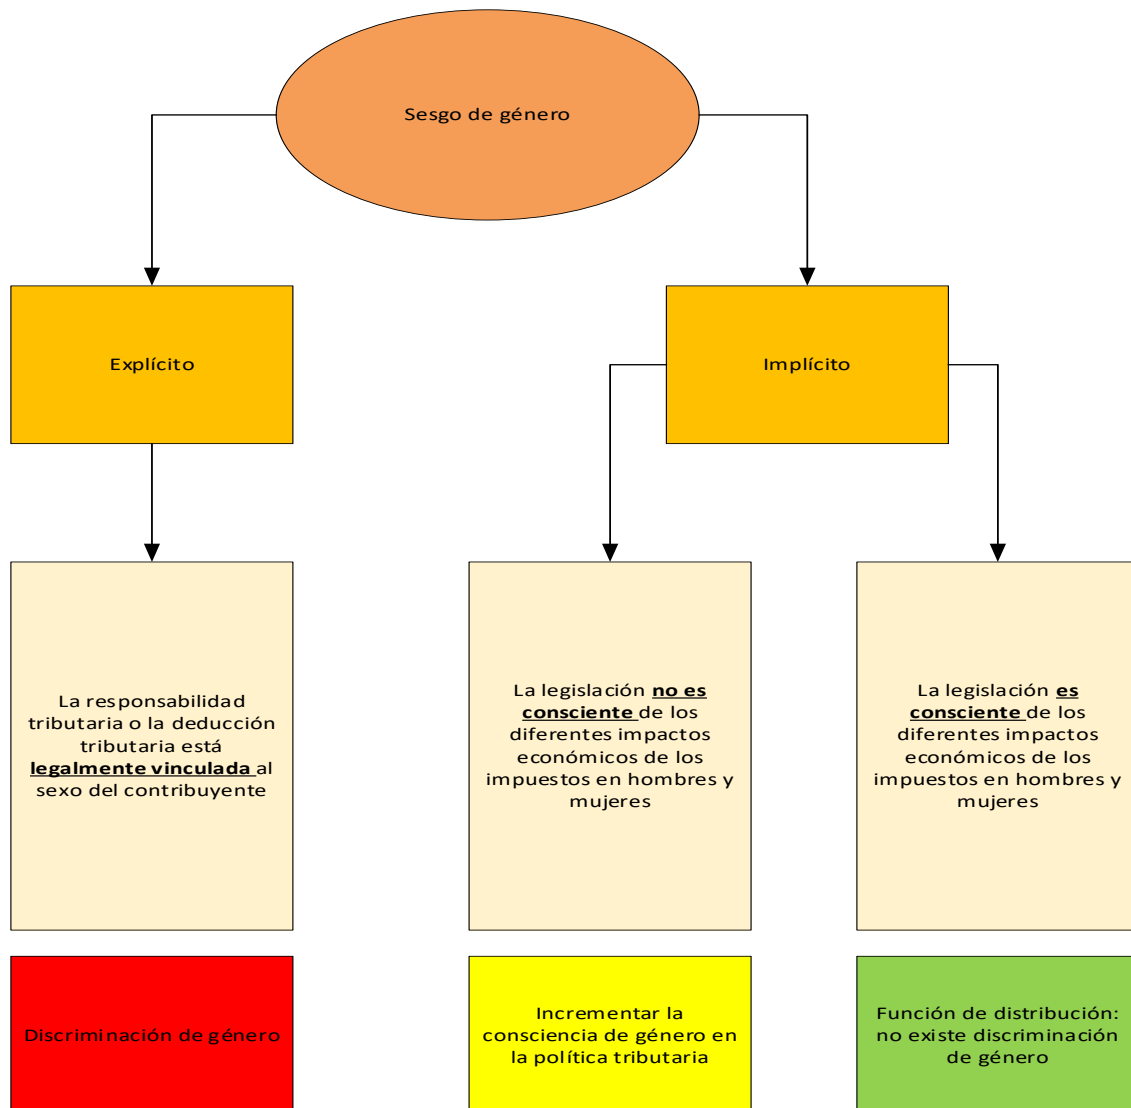 Sesgo de género
Explícito
Implícito
La responsabilidad
tributaria o la deducción
tributaria está
legalmente vinculada al
sexo del contribuyente
La legislación no es
consciente de los
diferentes impactos
económicos de los
impuestos en hombres y
mujeres
La legislación es
consciente de los
diferentes impactos
económicos de los
impuestos en hombres y
mujeres
Discriminación de género
Incrementar la
consciencia de género en
la política tributaria
Función de distribución:
no existe discriminación
de género